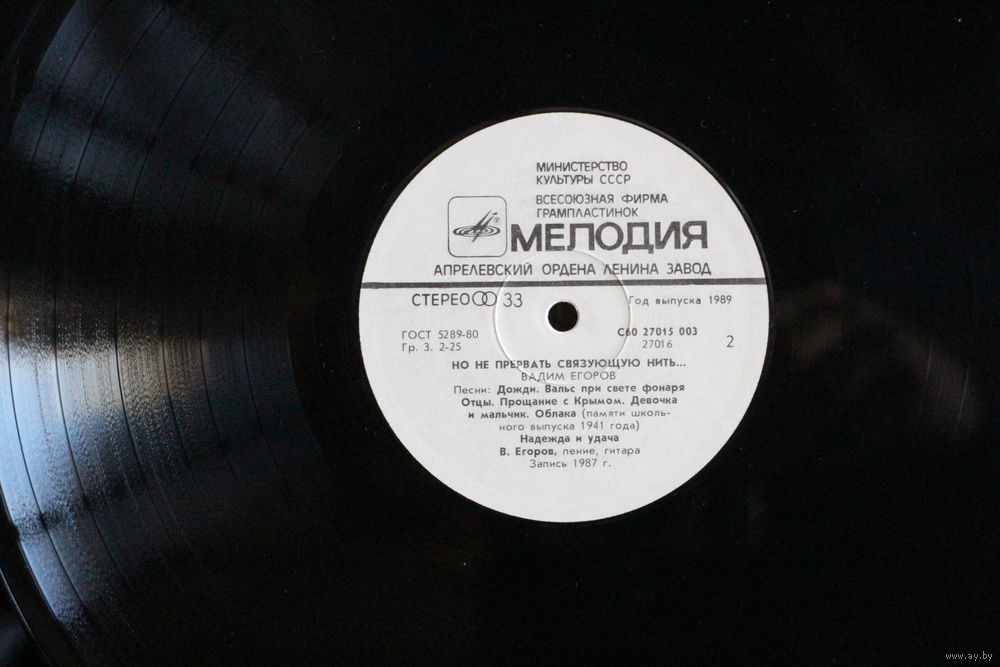 МИНИСТЕРСТВО
КУЛЬТУРЫ СССР
ВСЕСОЮЗНАЯ ФИРМА
ГРАМПЛАСТИНОК
МЕЛОДИЯ
АПРЕЛЕВСКИЙ ОРДЕНА ЛЕНИНА ЗАВОД
СТЕРЕО 33
Год выпуска 1989
ГОСТ 5289-80
Гр. 3. 2-25
С60 27015 003
27016
2
НО НЕ ПРЕРВАТЬ СВЯЗУЮЩУЮ НИТЬ...
ВАДИМ ЕГОРОВ
Песни: Дожди. Вальс при свете фонаря
Отцы. Прощание с Крымом. Девочка
и мальчик. Облака (памяти школь-
ного выпуска 1941 года)
Надежда и удача
В. Егоров, пение, гитара
Запись 1987 г.
www.ay.by